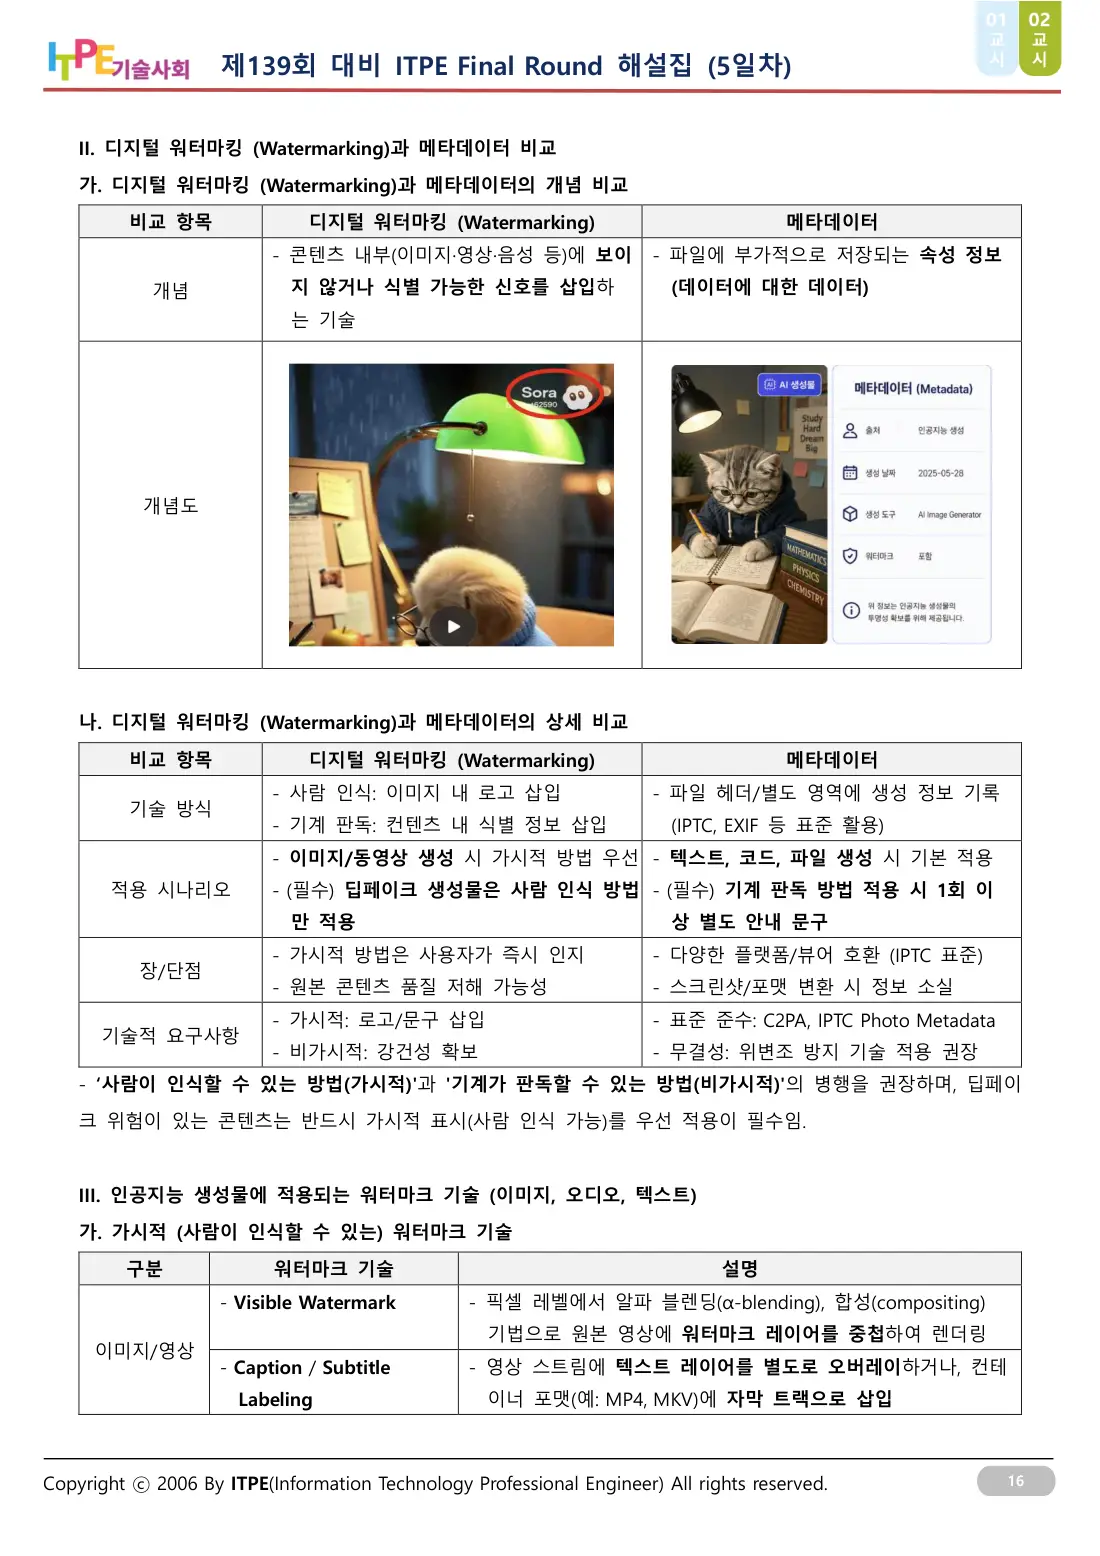 01
교
시
02
교
시
ITPE기술사회 제139회 대비 ITPE Final Round 해설집 (5일차)
II. 디지털 워터마킹 (Watermarking)과 메타데이터 비교
가. 디지털 워터마킹 (Watermarking)과 메타데이터의 개념 비교
비교 항목 디지털 워터마킹 (Watermarking) 메타데이터
개념
- 콘텐츠 내부(이미지·영상·음성 등)에 보이
지 않거나 식별 가능한 신호를 삽입하
는 기술
- 파일에 부가적으로 저장되는 속성 정보
(데이터에 대한 데이터)
개념도
Sora
AI 생성물
Study
Hard
Dream
Big
MATHEMATICS
PHYSICS
CHEMISTRY
메타데이터 (Metadata)
출처 인공지능 생성
생성 날짜 2025-05-28
생성 도구 AI Image Generator
워터마크 포함
위 정보는 인공지능 생성물의
투명성 확보를 위해 제공됩니다.
나. 디지털 워터마킹 (Watermarking)과 메타데이터의 상세 비교
비교 항목 디지털 워터마킹 (Watermarking) 메타데이터
기술 방식
- 사람 인식: 이미지 내 로고 삽입
- 기계 판독: 컨텐츠 내 식별 정보 삽입
- 파일 헤더/별도 영역에 생성 정보 기록
(IPTC, EXIF 등 표준 활용)
적용 시나리오
- 이미지/동영상 생성 시 가시적 방법 우선
- (필수) 딥페이크 생성물은 사람 인식 방법
만 적용
- 텍스트, 코드, 파일 생성 시 기본 적용
- (필수) 기계 판독 방법 적용 시 1회 이
상 별도 안내 문구
장/단점
- 가시적 방법은 사용자가 즉시 인지
- 원본 콘텐츠 품질 저해 가능성
- 다양한 플랫폼/뷰어 호환 (IPTC 표준)
- 스크린샷/포맷 변환 시 정보 소실
기술적 요구사항
- 가시적: 로고/문구 삽입
- 비가시적: 강건성 확보
- 표준 준수: C2PA, IPTC Photo Metadata
- 무결성: 위변조 방지 기술 적용 권장
- ‘사람이 인식할 수 있는 방법(가시적)'과 '기계가 판독할 수 있는 방법(비가시적)'의 병행을 권장하며, 딥페이
크 위험이 있는 콘텐츠는 반드시 가시적 표시(사람 인식 가능)를 우선 적용이 필수임.
III. 인공지능 생성물에 적용되는 워터마크 기술 (이미지, 오디오, 텍스트)
가. 가시적 (사람이 인식할 수 있는) 워터마크 기술
구분 워터마크 기술 설명
이미지/영상
- Visible Watermark
- 픽셀 레벨에서 알파 블렌딩(α-blending), 합성(compositing)
기법으로 원본 영상에 워터마크 레이어를 중첩하여 렌더링
- Caption / Subtitle
Labeling
- 영상 스트림에 텍스트 레이어를 별도로 오버레이하거나, 컨테
이너 포맷(예: MP4, MKV)에 자막 트랙으로 삽입
Copyright ⓒ 2006 By ITPE(Information Technology Professional Engineer) All rights reserved.
16